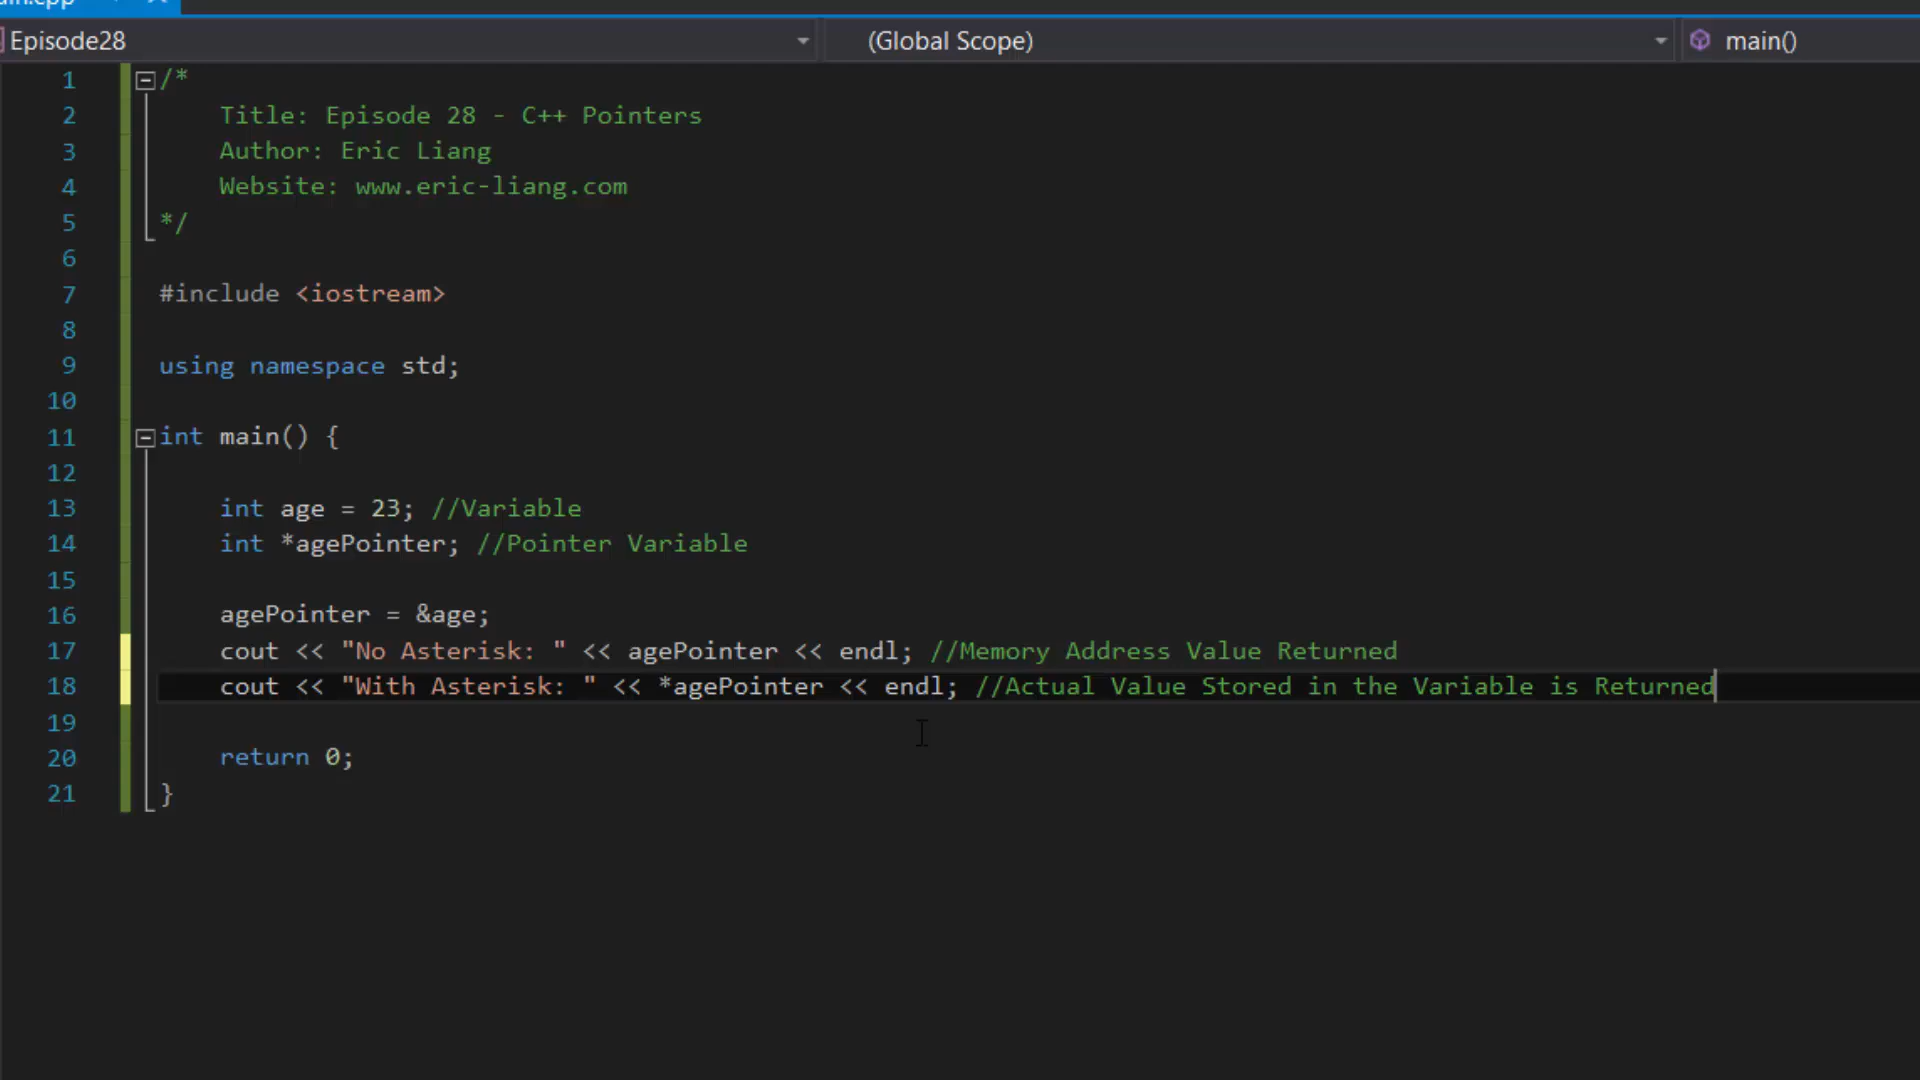 Episode28 (Global Scope) main()
1 /*
2 Title: Episode 28 - C++ Pointers
3 Author: Eric Liang
4 Website: www.eric-liang.com
5 */
6
7 #include <iostream>
8
9 using namespace std;
10
11 int main() {
12
13 int age = 23; //Variable
14 int *agePointer; //Pointer Variable
15
16 agePointer = &age;
17 cout << "No Asterisk: " << agePointer << endl; //Memory Address Value Returned
18 cout << "With Asterisk: " << *agePointer << endl; //Actual Value Stored in the Variable is Returned
19
20 return 0;
21 }